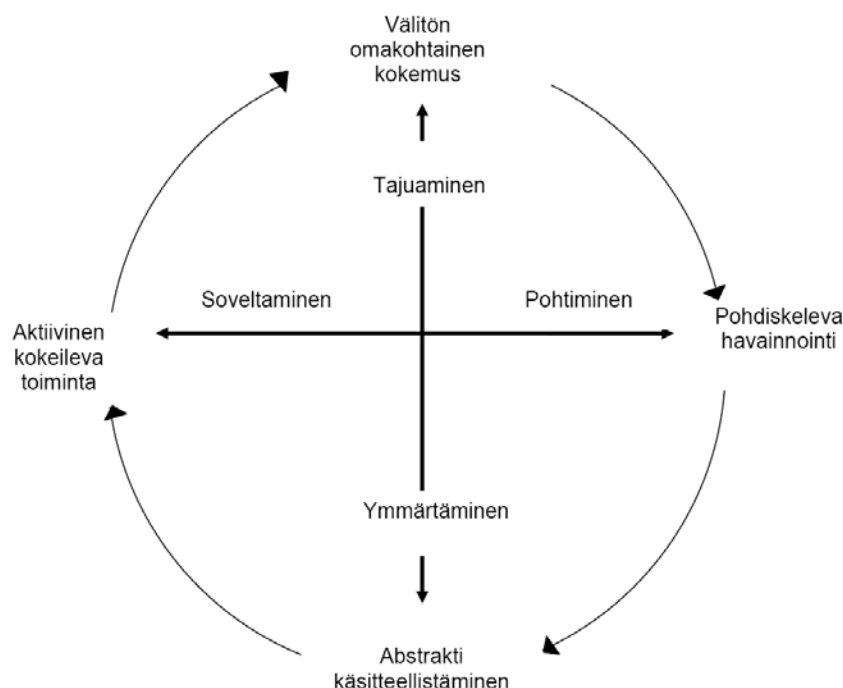 Välitön
omakohtainen
kokemus
Tajuaminen
Soveltaminen
Pohtiminen
Aktiivinen
kokeileva
toiminta
Pohdiskeleva
havainnointi
Ymmärtäminen
Abstrakti
käsitteellistäminen